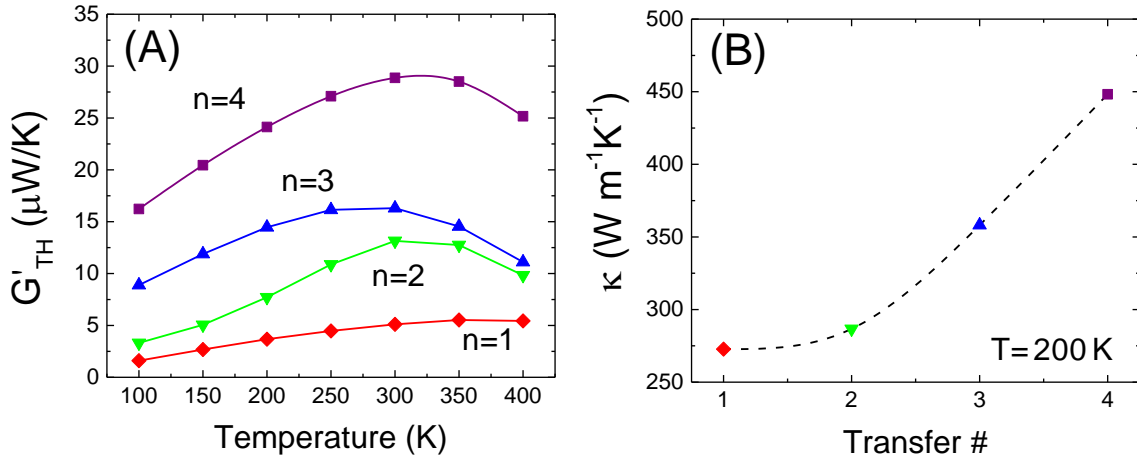 (A)
G'TH (μW/K)
35
30
25
20
15
10
5
0
n=4
n=3
n=2
n=1
100 150 200 250 300 350 400
Temperature (K)
(B)
κ (W m-1K-1)
500
450
400
350
300
250
T=200 K
1 2 3 4
Transfer #